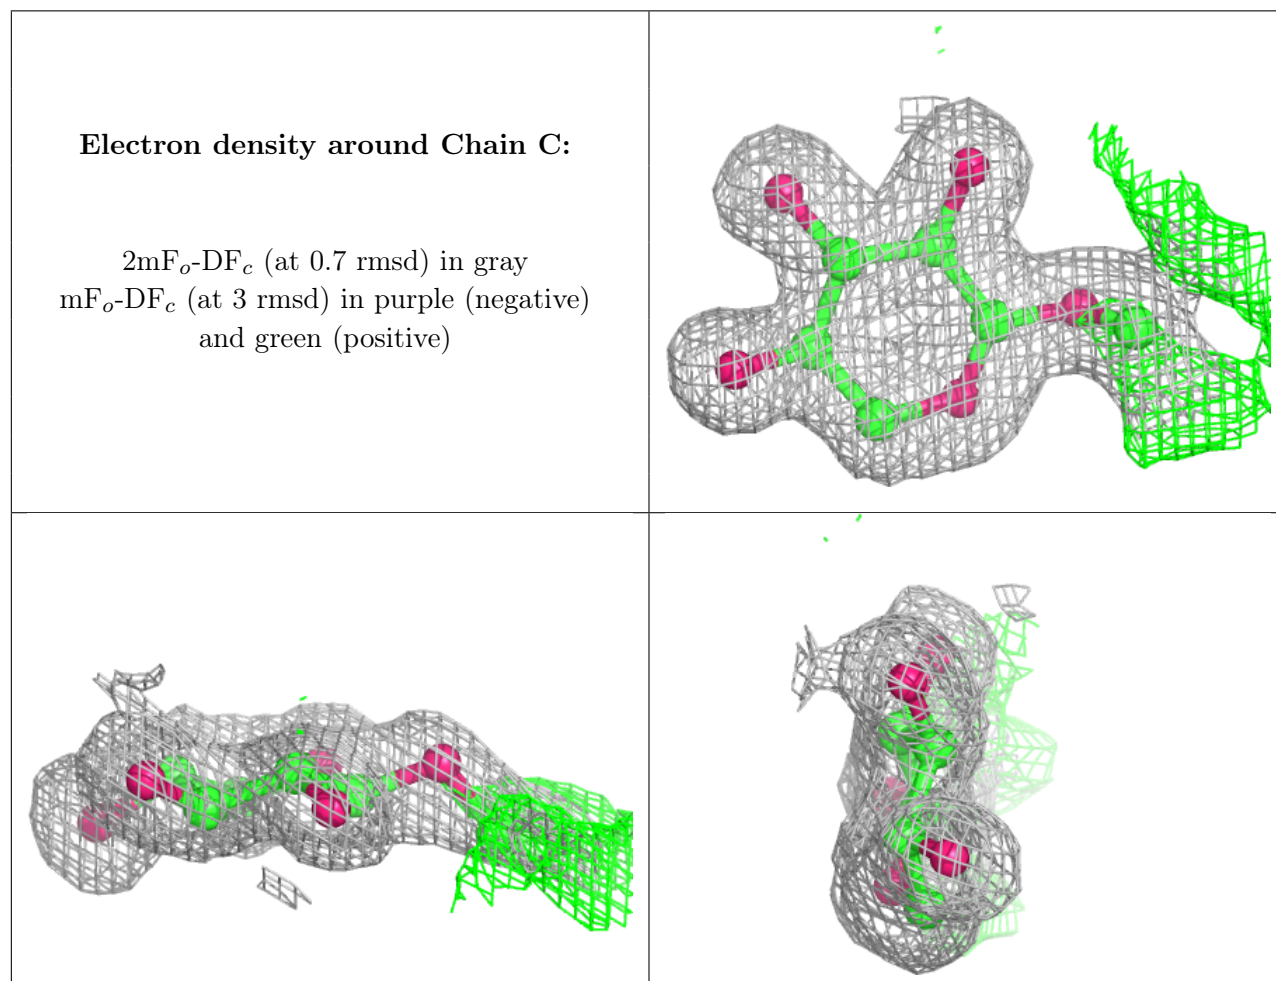 Electron density around Chain C:
2mFo-DFc (at 0.7 rmsd) in gray
mFo-DFc (at 3 rmsd) in purple (negative)
and green (positive)